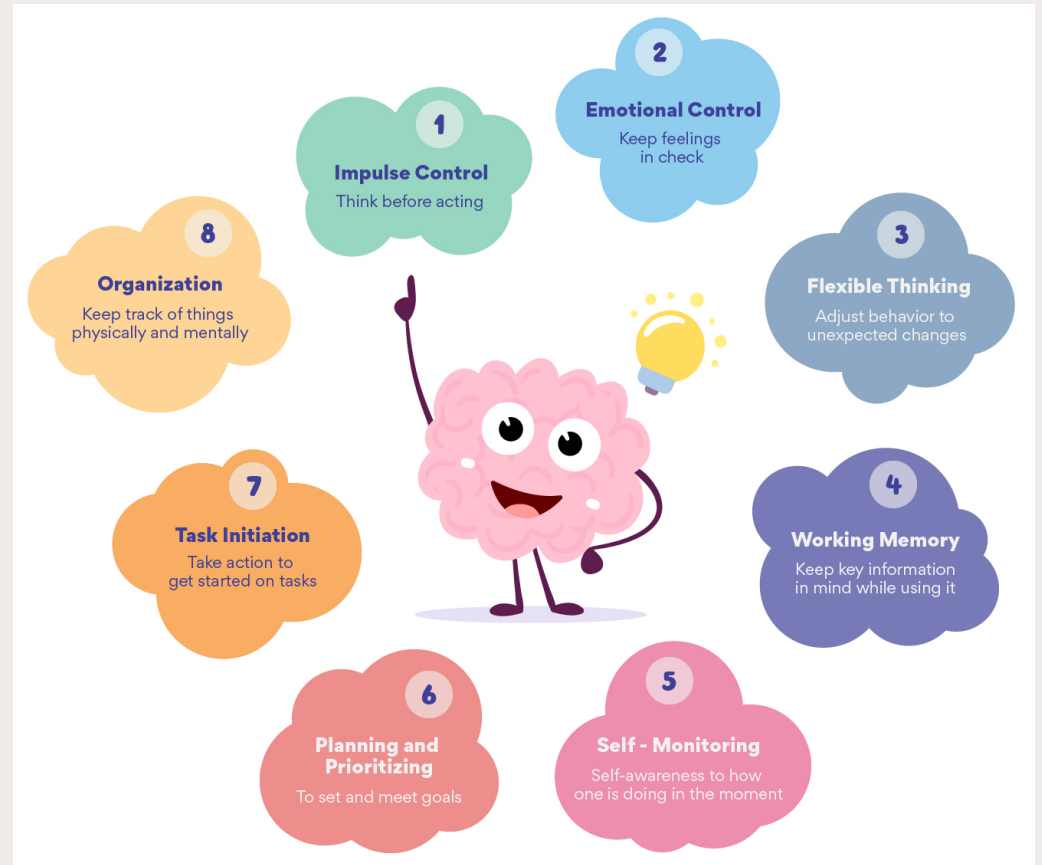 1
Impulse Control
Think before acting
2
Emotional Control
Keep feelings
in check
3
Flexible Thinking
Adjust behavior to
unexpected changes
4
Working Memory
Keep key information
in mind while using it
5
Self - Monitoring
Self-awareness to how
one is doing in the moment
6
Planning and
Prioritizing
To set and meet goals
7
Task Initiation
Take action to
get started on tasks
8
Organization
Keep track of things
physically and mentally